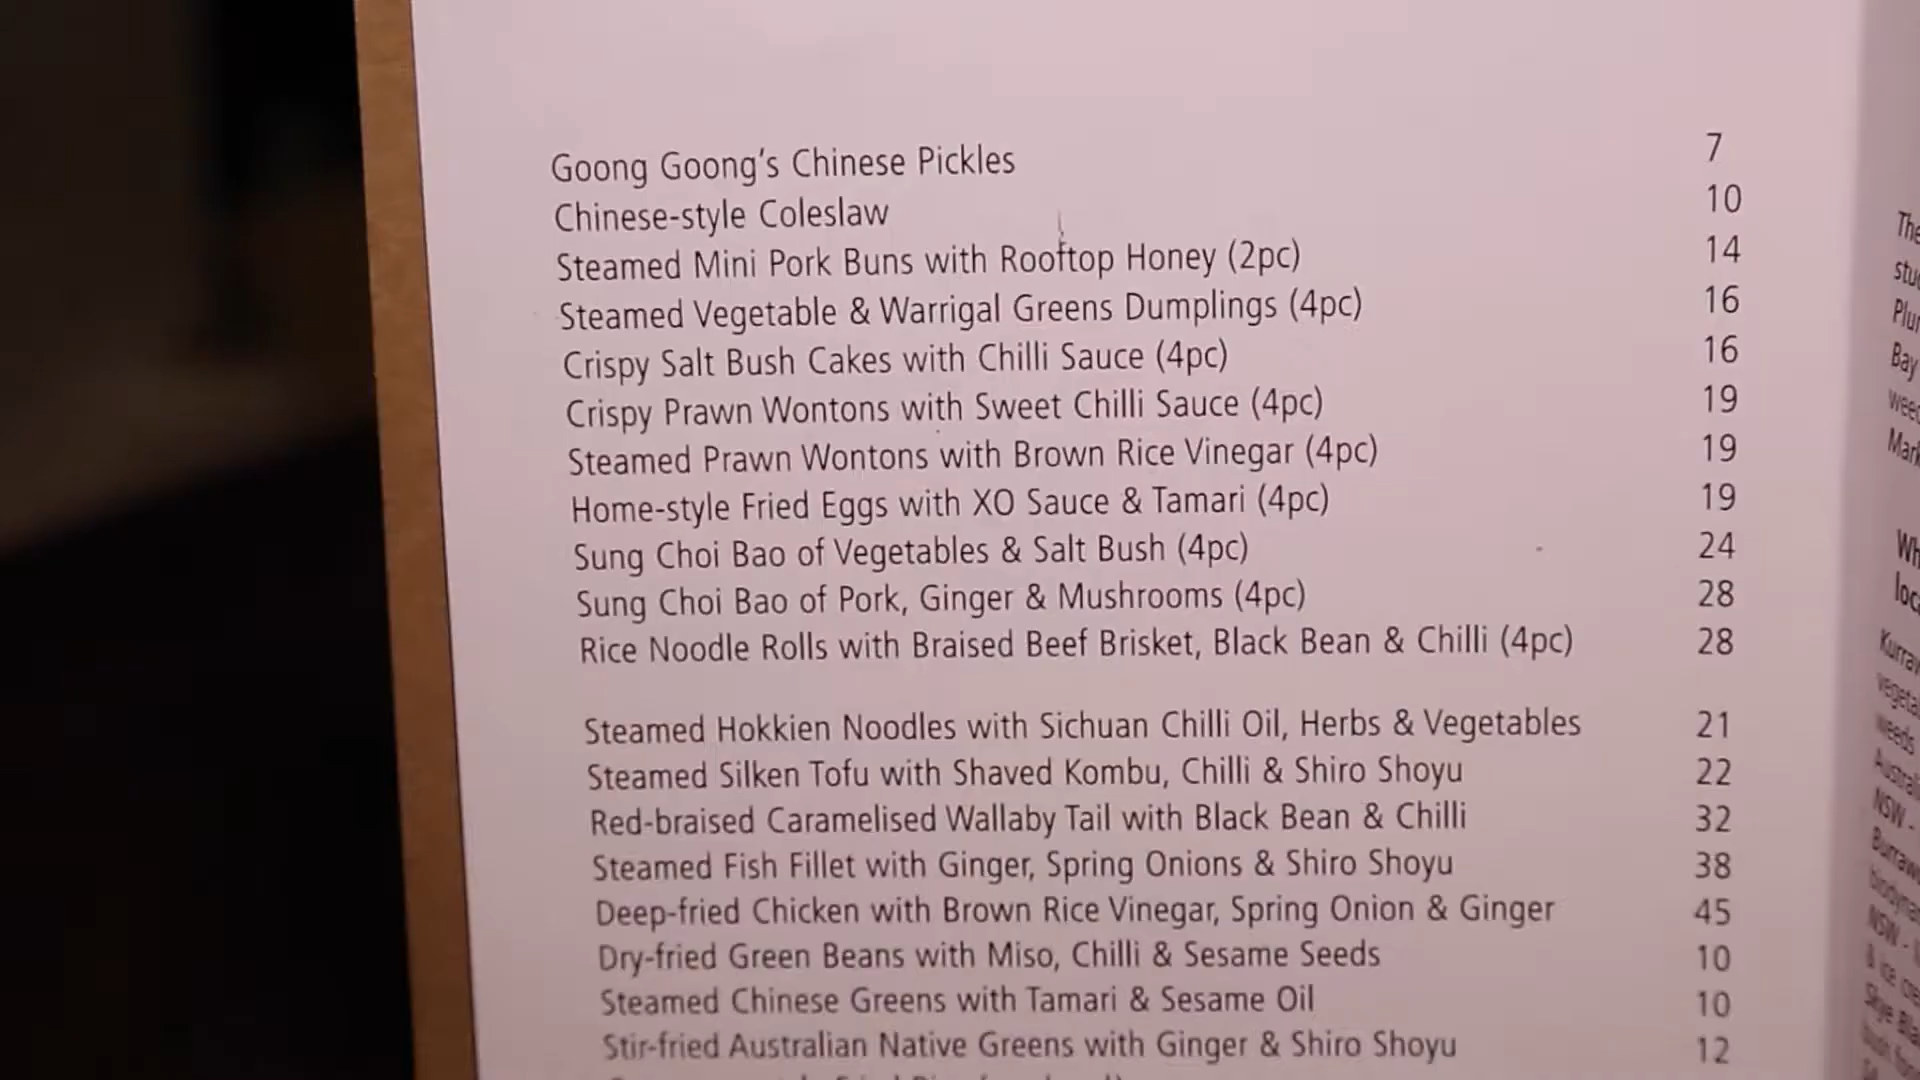 Goong Goong's Chinese Pickles 7
Chinese-style Coleslaw 10
Steamed Mini Pork Buns with Rooftop Honey (2pc) 14
Steamed Vegetable & Warrigal Greens Dumplings (4pc) 16
Crispy Salt Bush Cakes with Chilli Sauce (4pc) 16
Crispy Prawn Wontons with Sweet Chilli Sauce (4pc) 19
Steamed Prawn Wontons with Brown Rice Vinegar (4pc) 19
Home-style Fried Eggs with XO Sauce & Tamari (4pc) 19
Sung Choi Bao of Vegetables & Salt Bush (4pc) 24
Sung Choi Bao of Pork, Ginger & Mushrooms (4pc) 28
Rice Noodle Rolls with Braised Beef Brisket, Black Bean & Chilli (4pc) 28
Steamed Hokkien Noodles with Sichuan Chilli Oil, Herbs & Vegetables 21
Steamed Silken Tofu with Shaved Kombu, Chilli & Shiro Shoyu 22
Red-braised Caramelised Wallaby Tail with Black Bean & Chilli 32
Steamed Fish Fillet with Ginger, Spring Onions & Shiro Shoyu 38
Deep-fried Chicken with Brown Rice Vinegar, Spring Onion & Ginger 45
Dry-fried Green Beans with Miso, Chilli & Sesame Seeds 10
Steamed Chinese Greens with Tamari & Sesame Oil 10
Stir-fried Australian Native Greens with Ginger & Shiro Shoyu 12
Bay
NSW -
NSW -